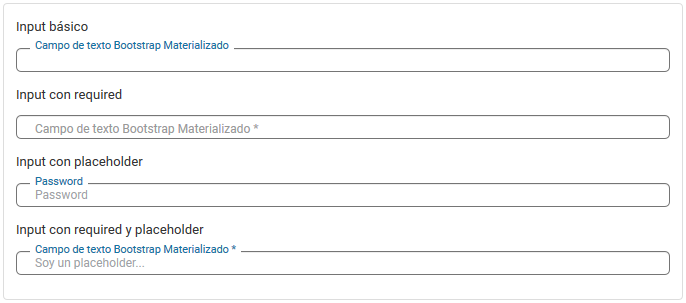 Input básico
Campo de texto Bootstrap Materializado
Input con required
Campo de texto Bootstrap Materializado *
Input con placeholder
Password
Password
Input con required y placeholder
Campo de texto Bootstrap Materializado *
Soy un placeholder...